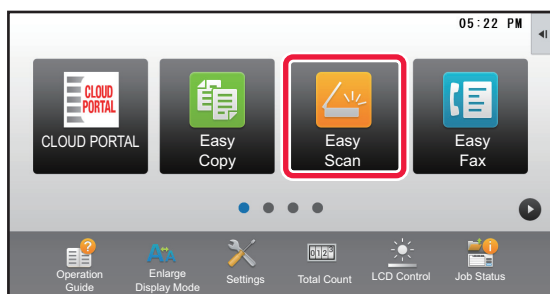 05:22 PM
CLOUD
PORTAL
CLOUD PORTAL
Easy
Copy
Easy
Scan
Easy
Fax
Operation
Guide
Enlarge
Display Mode
Settings
Total Count
LCD Control
Job Status